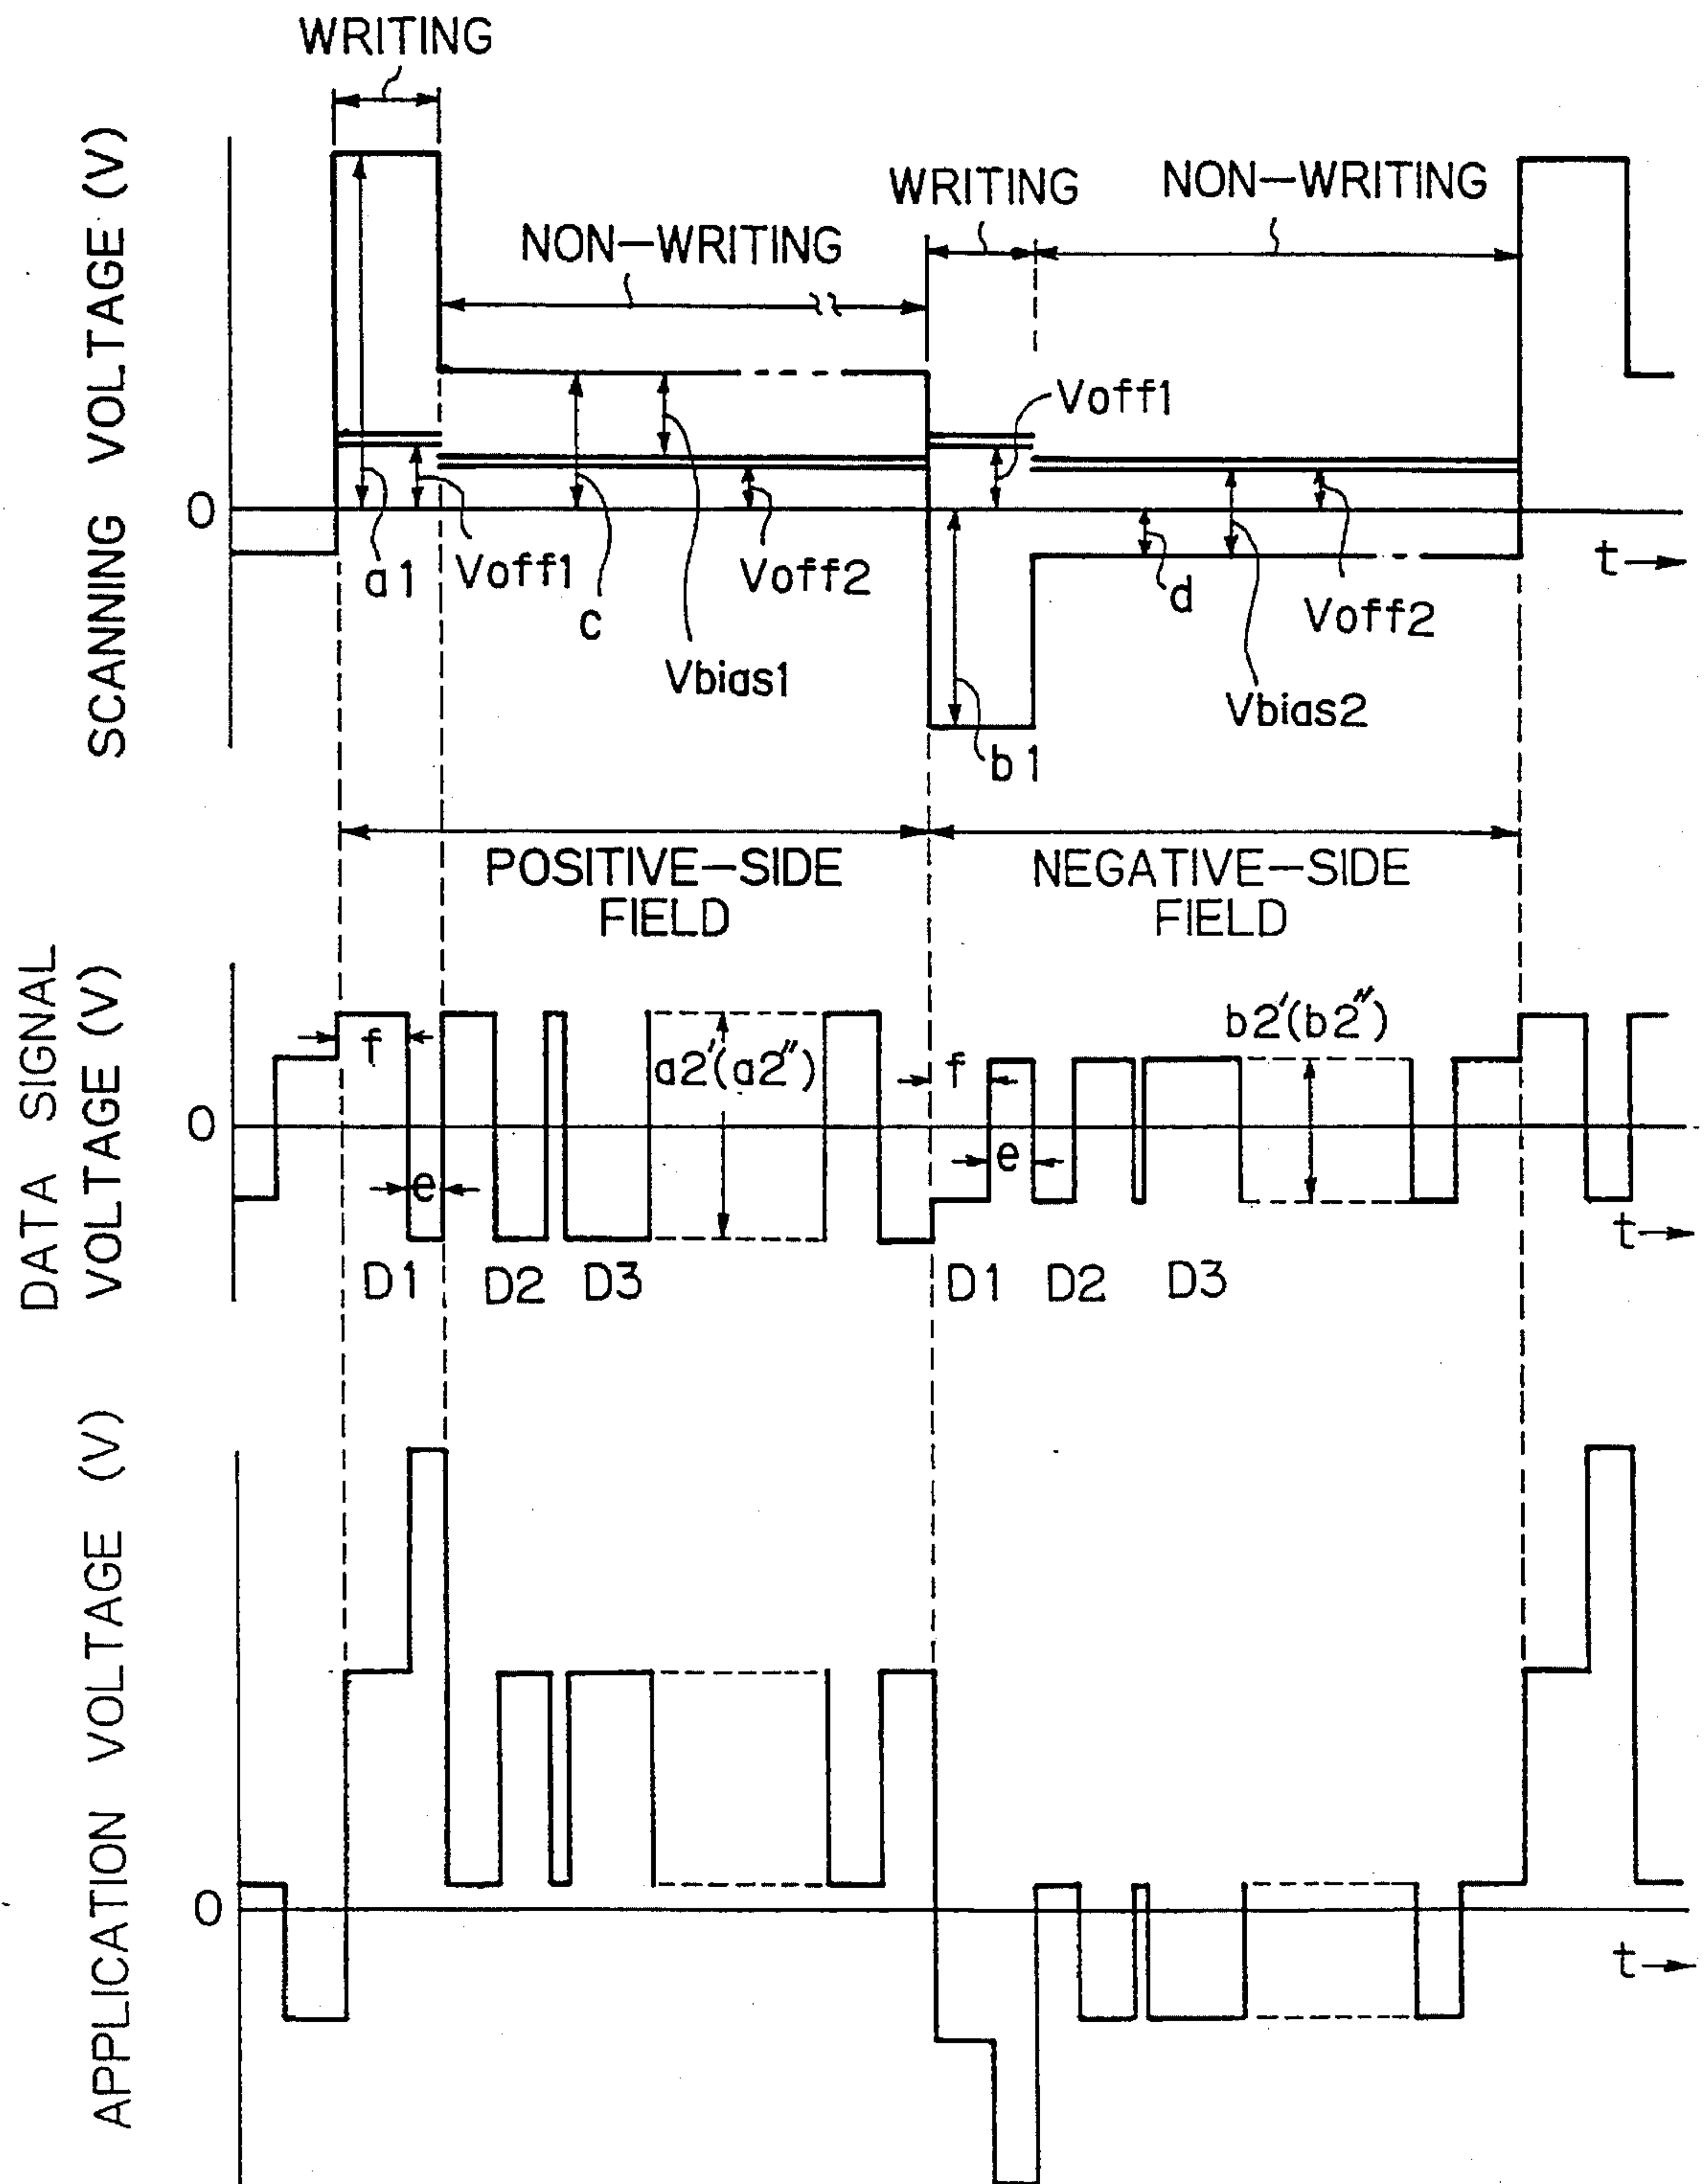 WRITING
SCANNING VOLTAGE (V)
WRITING
NON-WRITING
NON-WRITING
Voff1
0
a1
Voff1
c
Voff2
Vbias1
d
Voff2
Vbias2
b1
t
POSITIVE-SIDE
FIELD
NEGATIVE-SIDE
FIELD
DATA SIGNAL
VOLTAGE (V)
0
f
e
a2'(a2'')
f
e
b2'(b2'')
t
D1
D2
D3
D1
D2
D3
APPLICATION VOLTAGE (V)
0
t